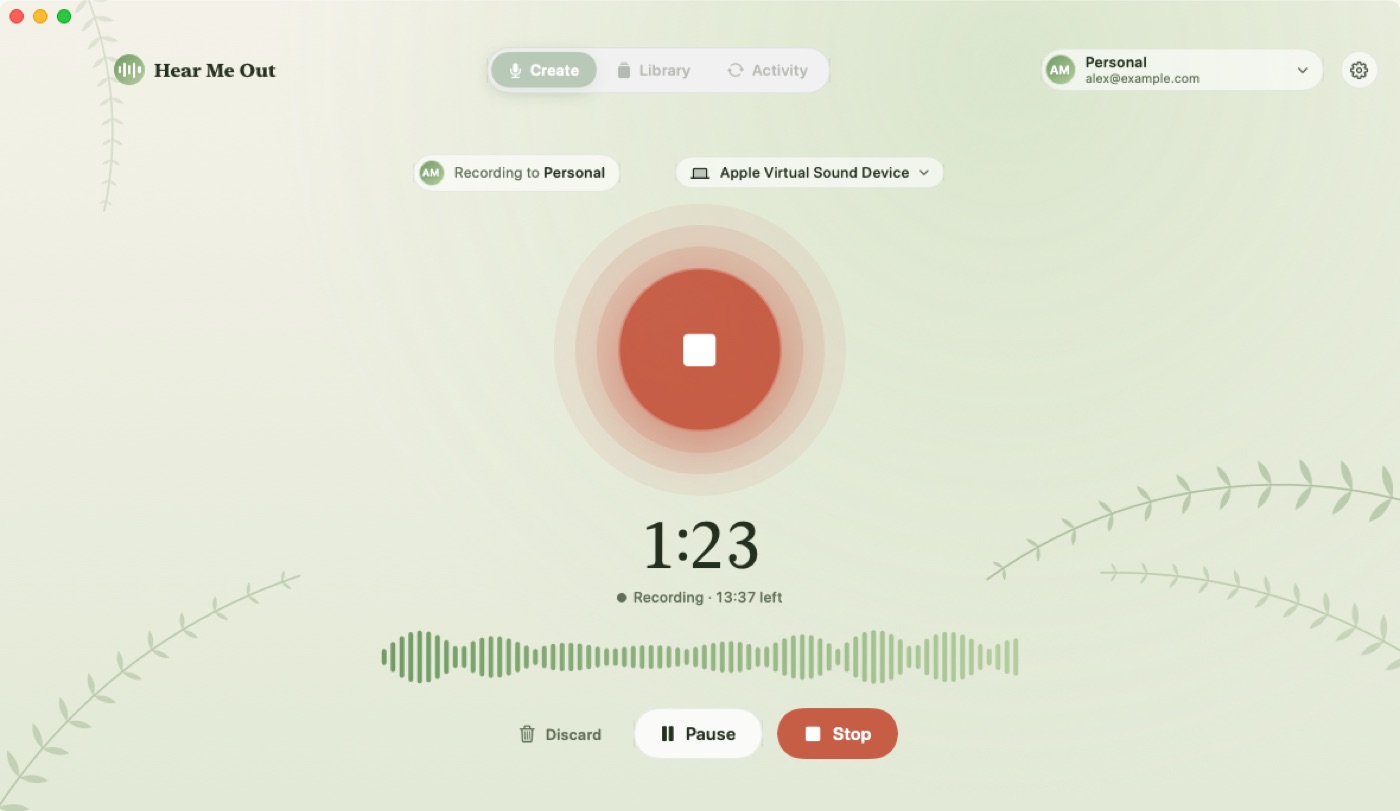 Hear Me Out
Create
Library
Activity
AM
Personal
alex@example.com
AM
Recording to Personal
Apple Virtual Sound Device
1:23
Recording · 13:37 left
Discard
Pause
Stop